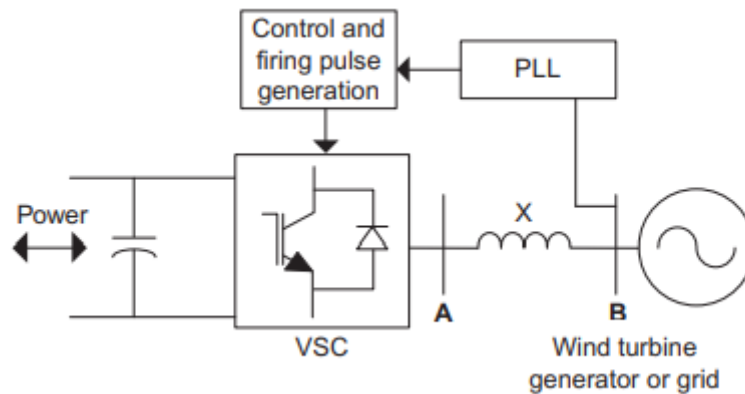 Control and
firing pulse
generation
PLL
Power
X
A
B
VSC
Wind turbine
generator or grid